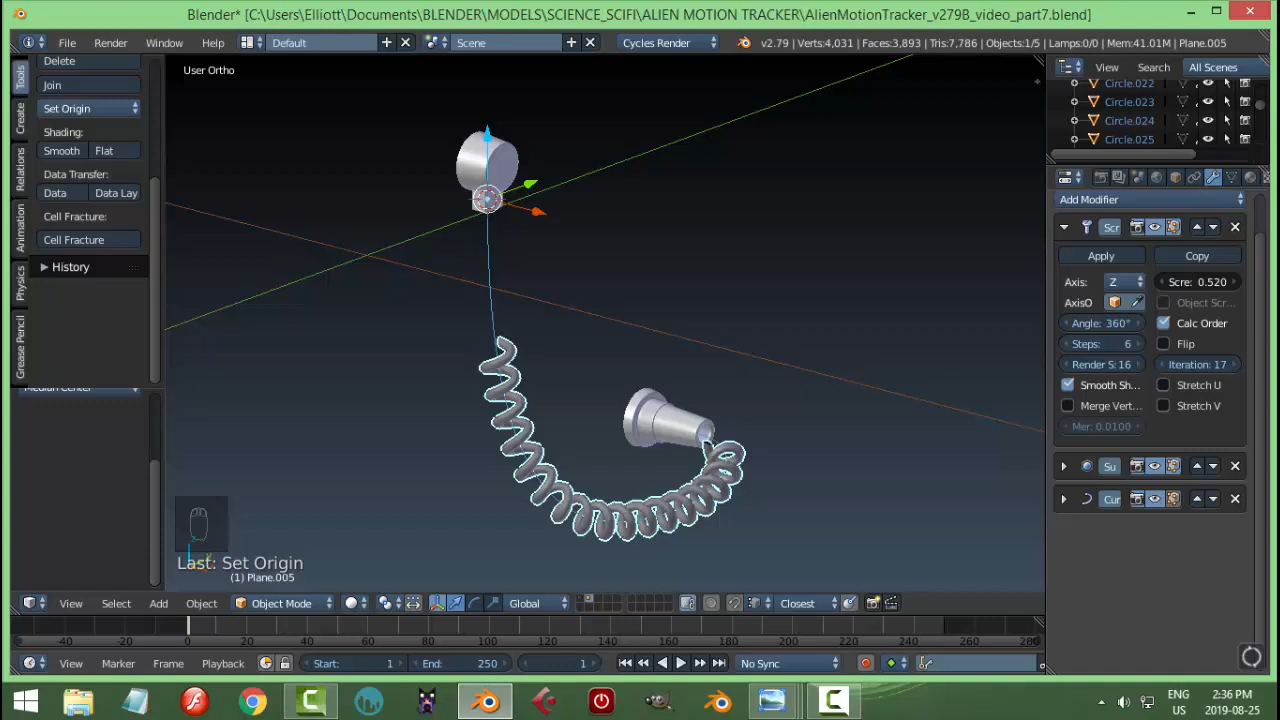 Blender* [C:\Users\Elliott\Documents\BLENDER\MODELS\SCIENCE_SCIFI\ALIEN MOTION TRACKER\AlienMotionTracker_v279B_video_part7.blend]
File Render Window Help Default Scene Cycles Render v2.79 | Verts:4,031 | Faces:3,893 | Tris:7,786 | Objects:1/5 | Lamps:0/0 | Mem:41.01M | Plane.005
Tools
Create
Relations
Animation
Physics
Grease Pencil
Delete
Join
Set Origin
Shading:
Smooth Flat
Data Transfer:
Data Data Lay
Cell Fracture:
Cell Fracture
History
User Ortho
Last: Set Origin
(1) Plane.005
View Search All Scenes
Circle.022
Circle.023
Circle.024
Circle.025
Add Modifier
Scr
Apply Copy
Axis: Z Scre: 0.520
AxisO Object Scr...
Angle: 360° Calc Order
Steps: 6 Flip
Render S: 16 Iteration: 17
Smooth Sh... Stretch U
Merge Vert... Stretch V
Mer: 0.0100
Su
Cur
View Select Add Object Object Mode Global Closest
-40 -20 0 20 40 60 80 100 120 140 160 180 200 220 240 260 280
View Marker Frame Playback Start: 1 End: 250 1 No Sync
ENG 2:36 PM
US 2019-08-25